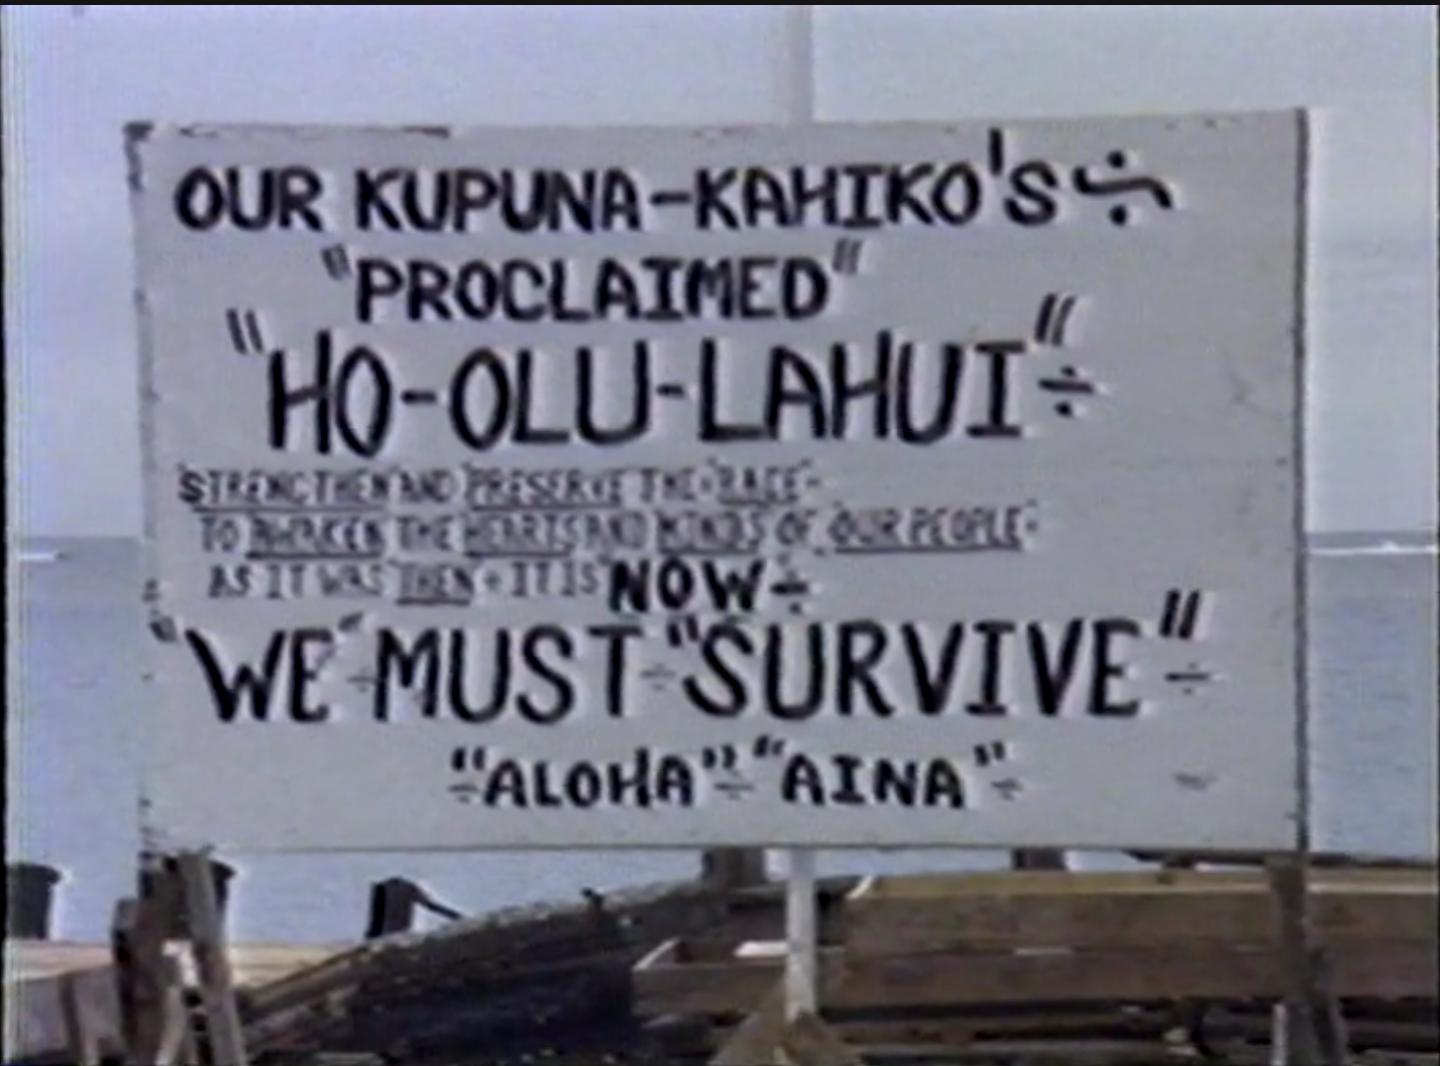 OUR KUPUNA-KAHIKO'S ÷
"PROCLAIMED"
"HO-OLU-LAHUI" ÷
"STRENGTHEN" AND "PRESERVE" THE "RACE"
TO "AWAKEN" THE "HEARTS" AND "MINDS" OF "OUR PEOPLE"
AS IT WAS "THEN" ÷ IT IS "NOW" ÷
"WE" ÷ MUST ÷ "SURVIVE" ÷
÷ "ALOHA" ÷ "AINA" ÷